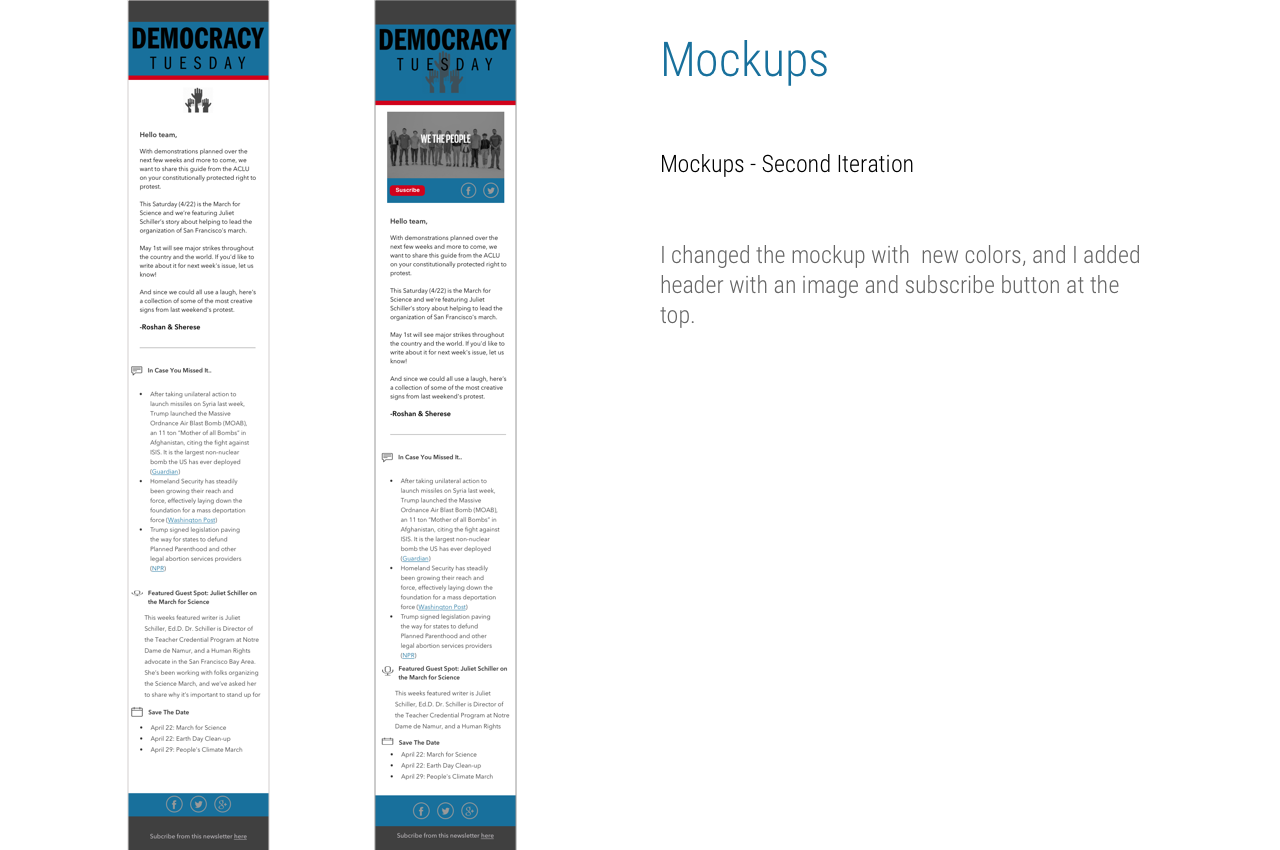 DEMOCRACY
TUESDAY
Hello team,
With demonstrations planned over the
next few weeks and more to come, we
want to share this guide from the ACLU
on your constitutionally protected right to
protest.
This Saturday (4/22) is the March for
Science and we're featuring Juliet
Schiller's story about helping to lead the
organization of San Francisco's march.
May 1st will see major strikes throughout
the country and the world. If you'd like to
write about it for next week's issue, let us
know!
And since we could all use a laugh, here's
a collection of some of the most creative
signs from last weekend's protest.
-Roshan & Sherese
In Case You Missed It..
• After taking unilateral action to
launch missiles on Syria last week,
Trump launched the Massive
Ordnance Air Blast Bomb (MOAB),
an 11 ton "Mother of all Bombs" in
Afghanistan, citing the fight against
ISIS. It is the largest non-nuclear
bomb the US has ever deployed
(Guardian)
• Homeland Security has steadily
been growing their reach and
force, effectively laying down the
foundation for a mass deportation
force (Washington Post)
• Trump signed legislation paving
the way for states to defund
Planned Parenthood and other
legal abortion services providers
(NPR)
Featured Guest Spot: Juliet Schiller on
the March for Science
This weeks featured writer is Juliet
Schiller, Ed.D. Dr. Schiller is Director of
the Teacher Credential Program at Notre
Dame de Namur, and a Human Rights
advocate in the San Francisco Bay Area.
She's been working with folks organizing
the Science March, and we've asked her
to share why it's important to stand up for
Save The Date
• April 22: March for Science
• April 22: Earth Day Clean-up
• April 29: People's Climate March
Subcribe from this newsletter here
DEMOCRACY
TUESDAY
WE THE PEOPLE
Suscribe
Hello team,
With demonstrations planned over the
next few weeks and more to come, we
want to share this guide from the ACLU
on your constitutionally protected right to
protest.
This Saturday (4/22) is the March for
Science and we're featuring Juliet
Schiller's story about helping to lead the
organization of San Francisco's march.
May 1st will see major strikes throughout
the country and the world. If you'd like to
write about it for next week's issue, let us
know!
And since we could all use a laugh, here's
a collection of some of the most creative
signs from last weekend's protest.
-Roshan & Sherese
In Case You Missed It..
• After taking unilateral action to
launch missiles on Syria last week,
Trump launched the Massive
Ordnance Air Blast Bomb (MOAB),
an 11 ton "Mother of all Bombs" in
Afghanistan, citing the fight against
ISIS. It is the largest non-nuclear
bomb the US has ever deployed
(Guardian)
• Homeland Security has steadily
been growing their reach and
force, effectively laying down the
foundation for a mass deportation
force (Washington Post)
• Trump signed legislation paving
the way for states to defund
Planned Parenthood and other
legal abortion services providers
(NPR)
Featured Guest Spot: Juliet Schiller on
the March for Science
This weeks featured writer is Juliet
Schiller, Ed.D. Dr. Schiller is Director of
the Teacher Credential Program at Notre
Dame de Namur, and a Human Rights
Save The Date
• April 22: March for Science
• April 22: Earth Day Clean-up
• April 29: People's Climate March
Subcribe from this newsletter here
Mockups
Mockups - Second Iteration
I changed the mockup with  new colors, and I added
header with an image and subscribe button at the
top.